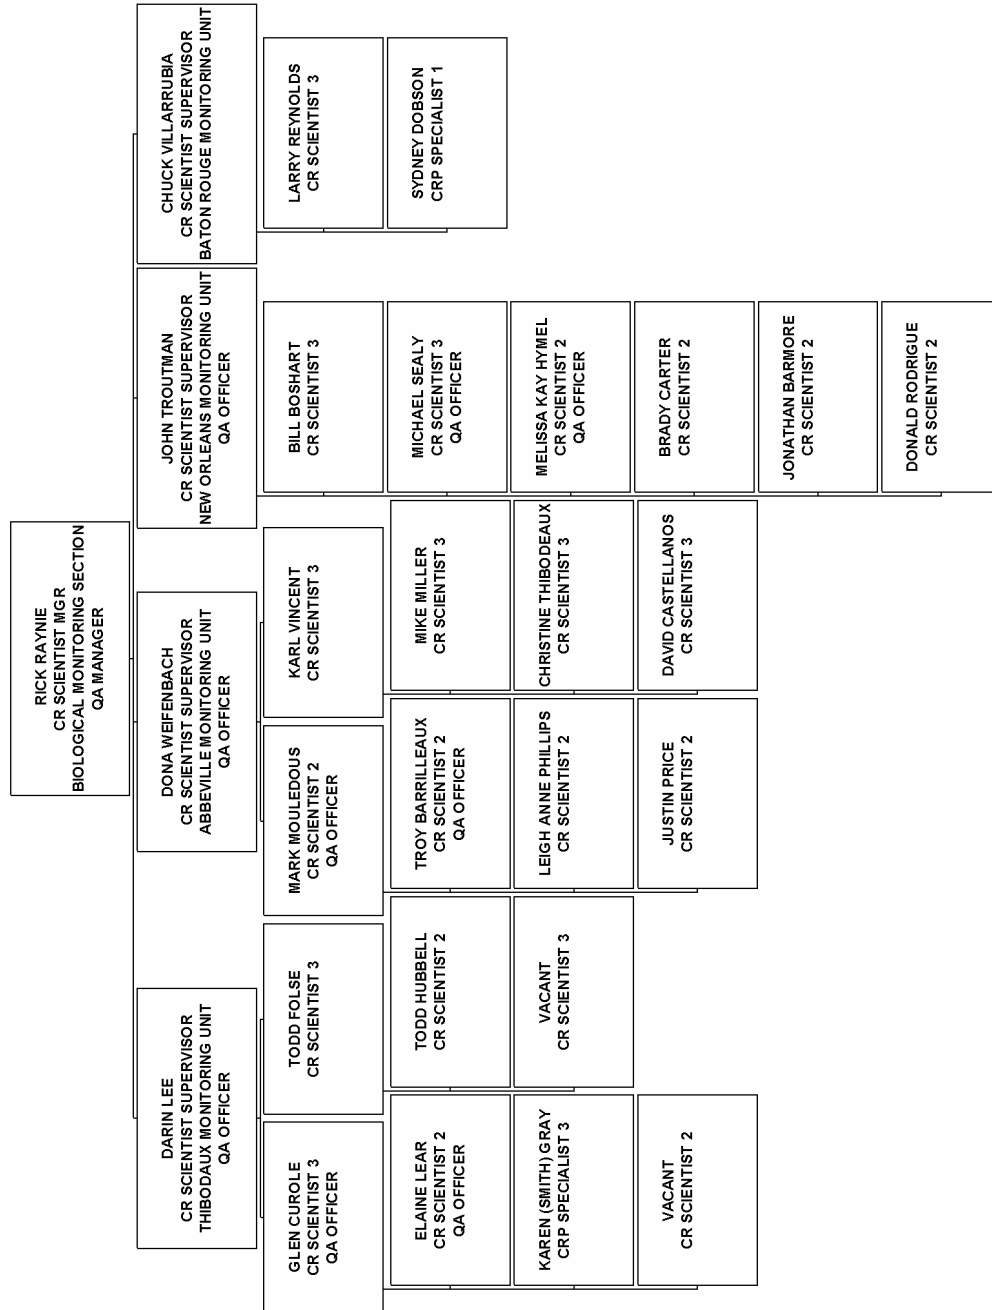 RICK RAYNIE
CR SCIENTIST MGR
BIOLOGICAL MONITORING SECTION
QA MANAGER
DARIN LEE
CR SCIENTIST SUPERVISOR
THIBODAUX MONITORING UNIT
QA OFFICER
GLEN CUROLE
CR SCIENTIST 3
QA OFFICER
ELAINE LEAR
CR SCIENTIST 2
QA OFFICER
KAREN (SMITH) GRAY
CRP SPECIALIST 3
VACANT
CR SCIENTIST 2
TODD FOLSE
CR SCIENTIST 3
TODD HUBBELL
CR SCIENTIST 2
VACANT
CR SCIENTIST 3
DONA WEIFENBACH
CR SCIENTIST SUPERVISOR
ABBEVILLE MONITORING UNIT
QA OFFICER
MARK MOULEDOUS
CR SCIENTIST 2
QA OFFICER
TROY BARRILLEAUX
CR SCIENTIST 2
QA OFFICER
LEIGH ANNE PHILLIPS
CR SCIENTIST 2
JUSTIN PRICE
CR SCIENTIST 2
KARL VINCENT
CR SCIENTIST 3
MIKE MILLER
CR SCIENTIST 3
CHRISTINE THIBODEAUX
CR SCIENTIST 3
DAVID CASTELLANOS
CR SCIENTIST 3
JOHN TROUTMAN
CR SCIENTIST SUPERVISOR
NEW ORLEANS MONITORING UNIT
QA OFFICER
BILL BOSHART
CR SCIENTIST 3
MICHAEL SEALY
CR SCIENTIST 3
QA OFFICER
MELISSA KAY HYMEL
CR SCIENTIST 2
QA OFFICER
BRADY CARTER
CR SCIENTIST 2
JONATHAN BARMORE
CR SCIENTIST 2
DONALD RODRIGUE
CR SCIENTIST 2
CHUCK VILLARRUBIA
CR SCIENTIST SUPERVISOR
BATON ROUGE MONITORING UNIT
LARRY REYNOLDS
CR SCIENTIST 3
SYDNEY DOBSON
CRP SPECIALIST 1